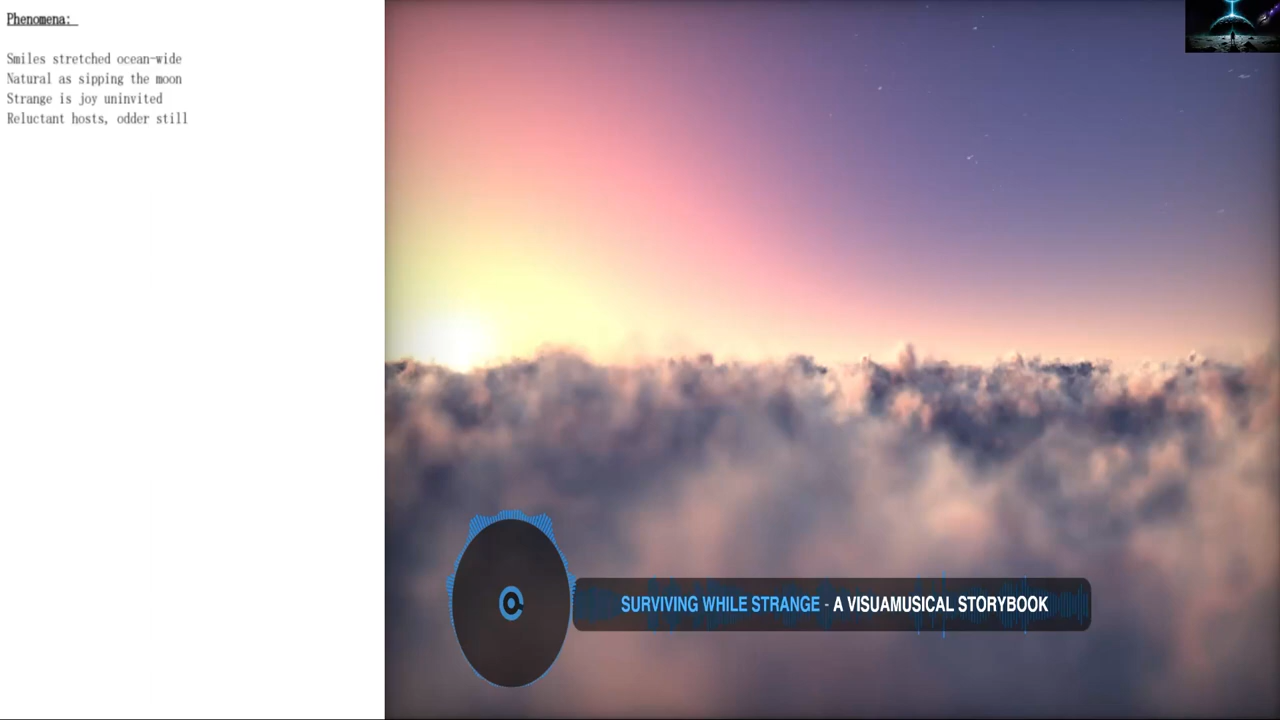 Phenomena:
Smiles stretched ocean-wide
Natural as sipping the moon
Strange is joy uninvited
Reluctant hosts, odder still
SURVIVING WHILE STRANGE - A VISUAMUSICAL STORYBOOK